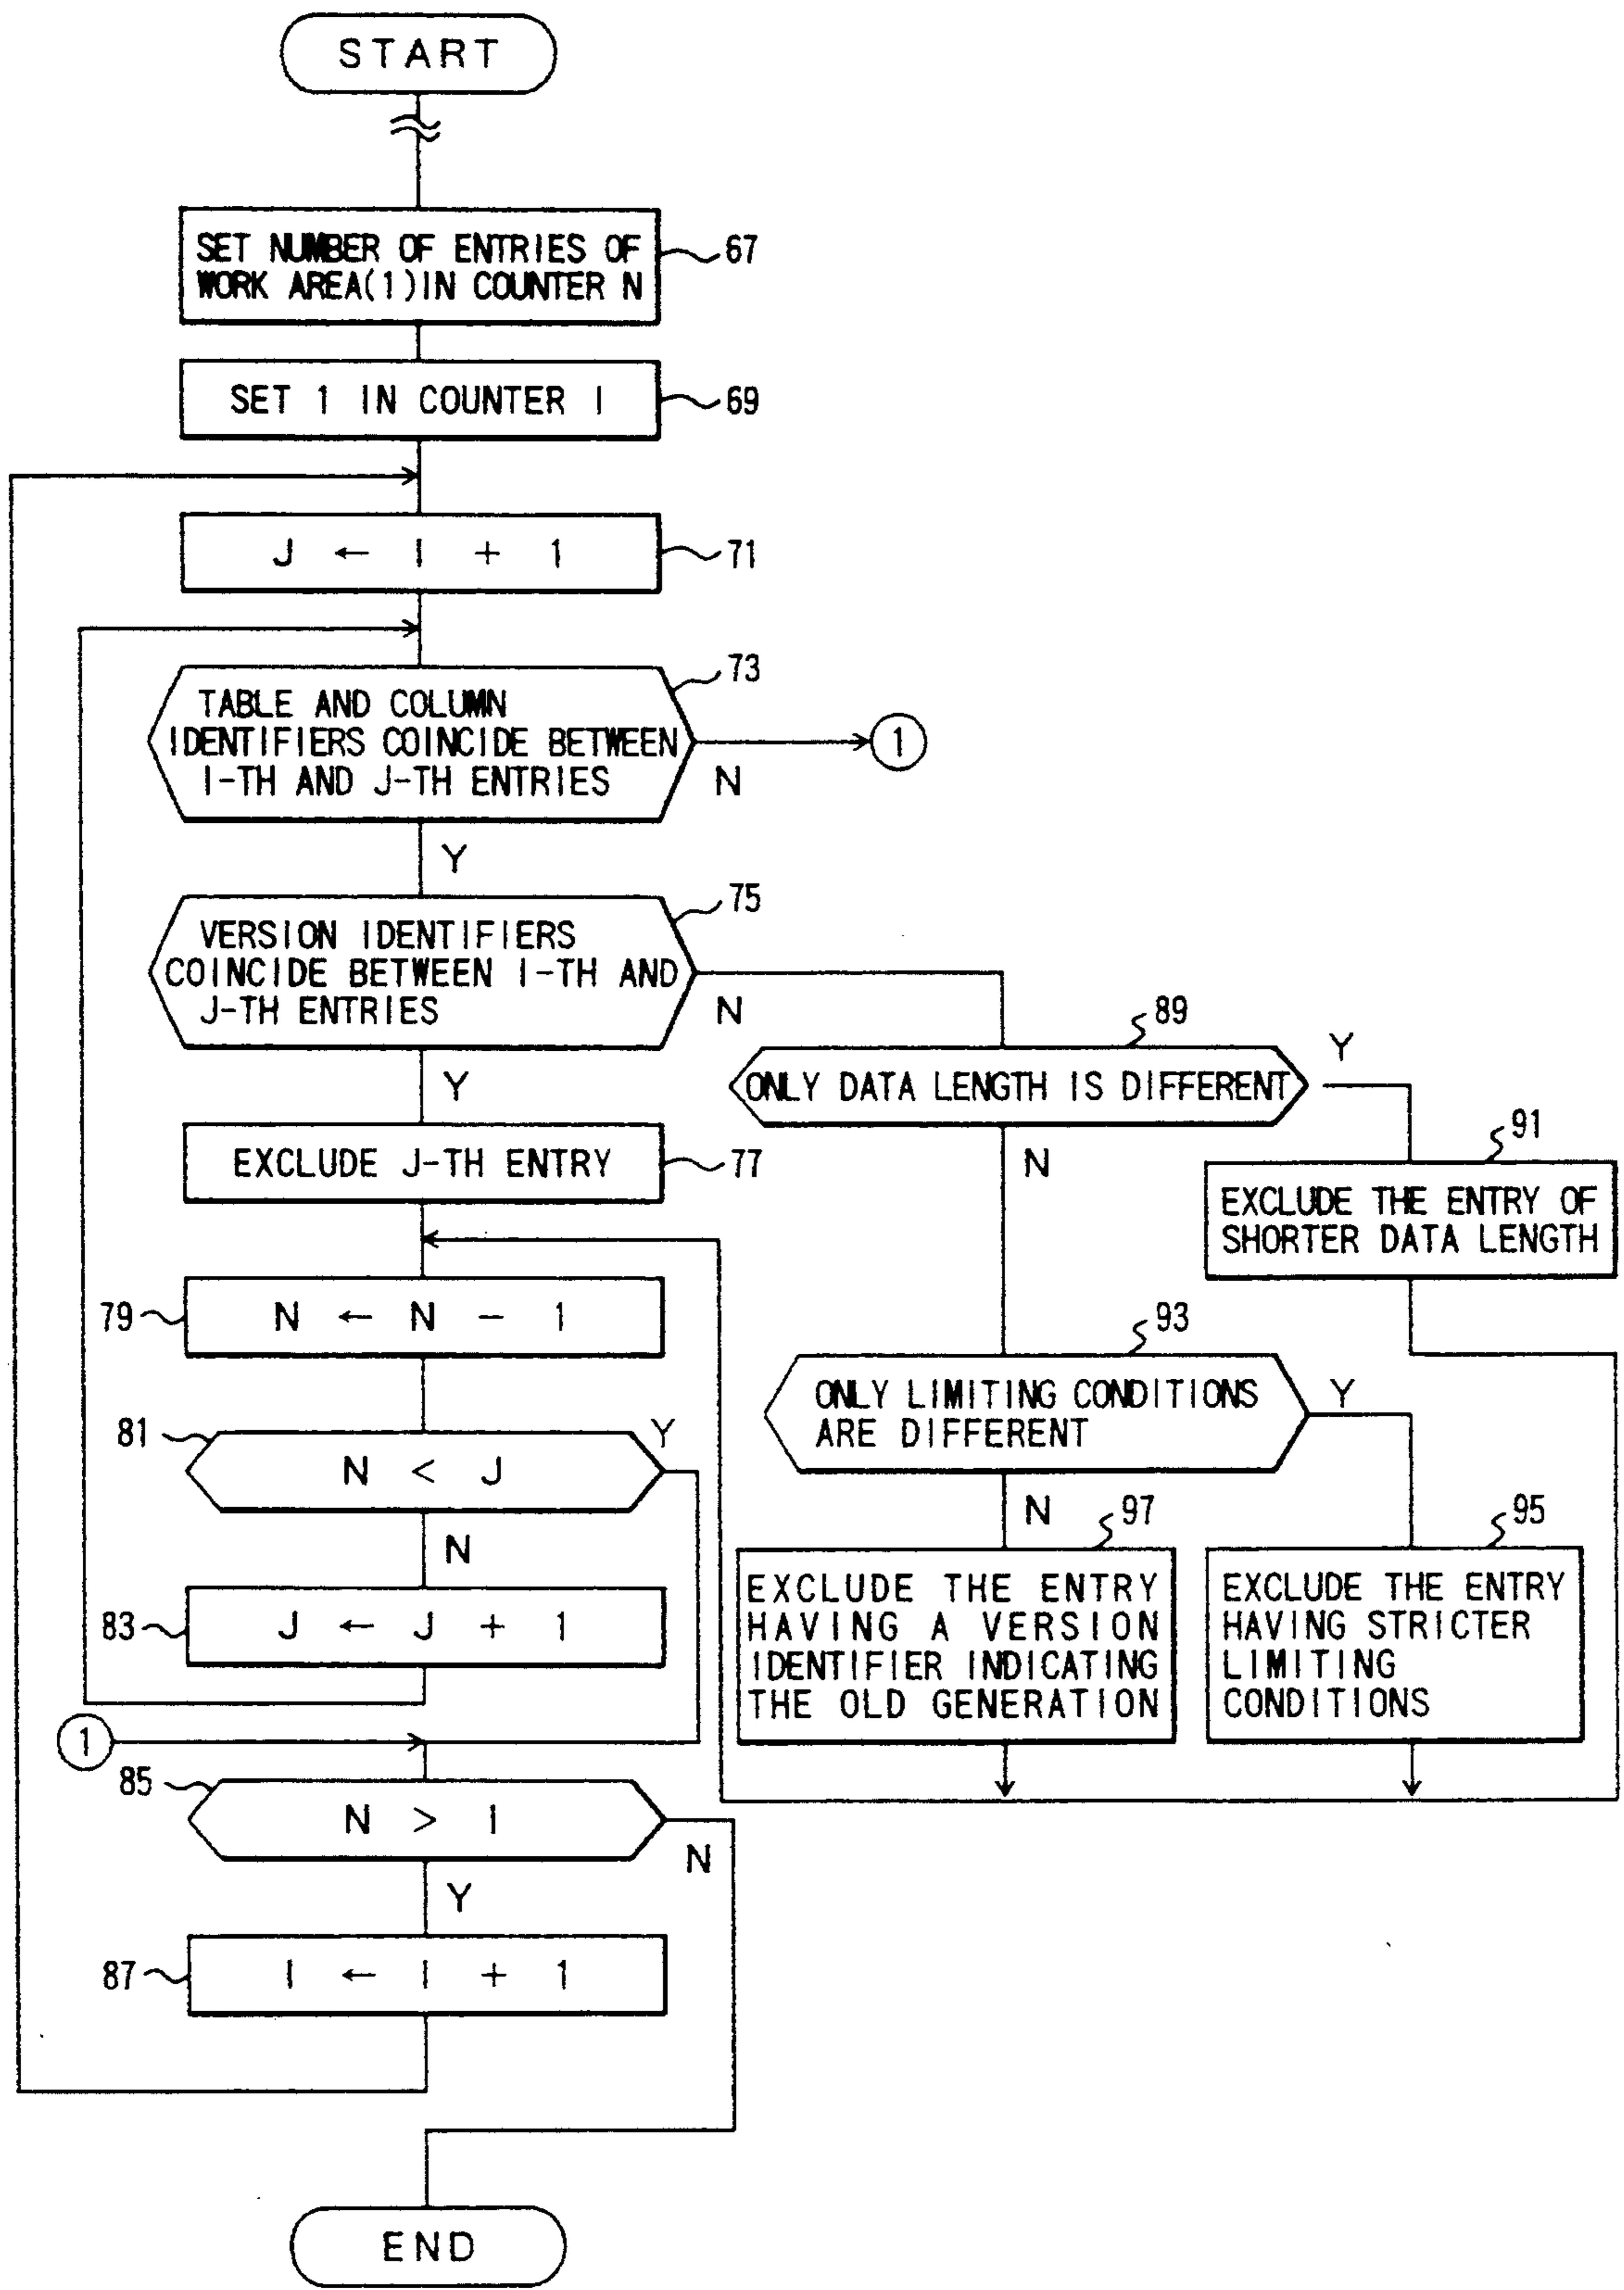 START
SET NUMBER OF ENTRIES OF
WORK AREA(1)IN COUNTER N
67
SET 1 IN COUNTER I
69
J ← I + 1
71
73
TABLE AND COLUMN
IDENTIFIERS COINCIDE BETWEEN
I-TH AND J-TH ENTRIES
N
1
Y
75
VERSION IDENTIFIERS
COINCIDE BETWEEN I-TH AND
J-TH ENTRIES
N
Y
89
ONLY DATA LENGTH IS DIFFERENT
Y
N
EXCLUDE J-TH ENTRY
77
91
EXCLUDE THE ENTRY OF
SHORTER DATA LENGTH
79
N ← N - 1
93
ONLY LIMITING CONDITIONS
ARE DIFFERENT
Y
N
81
N < J
Y
N
97
EXCLUDE THE ENTRY
HAVING A VERSION
IDENTIFIER INDICATING
THE OLD GENERATION
95
EXCLUDE THE ENTRY
HAVING STRICTER
LIMITING
CONDITIONS
83
J ← J + 1
1
85
N > I
N
Y
87
I ← I + 1
END